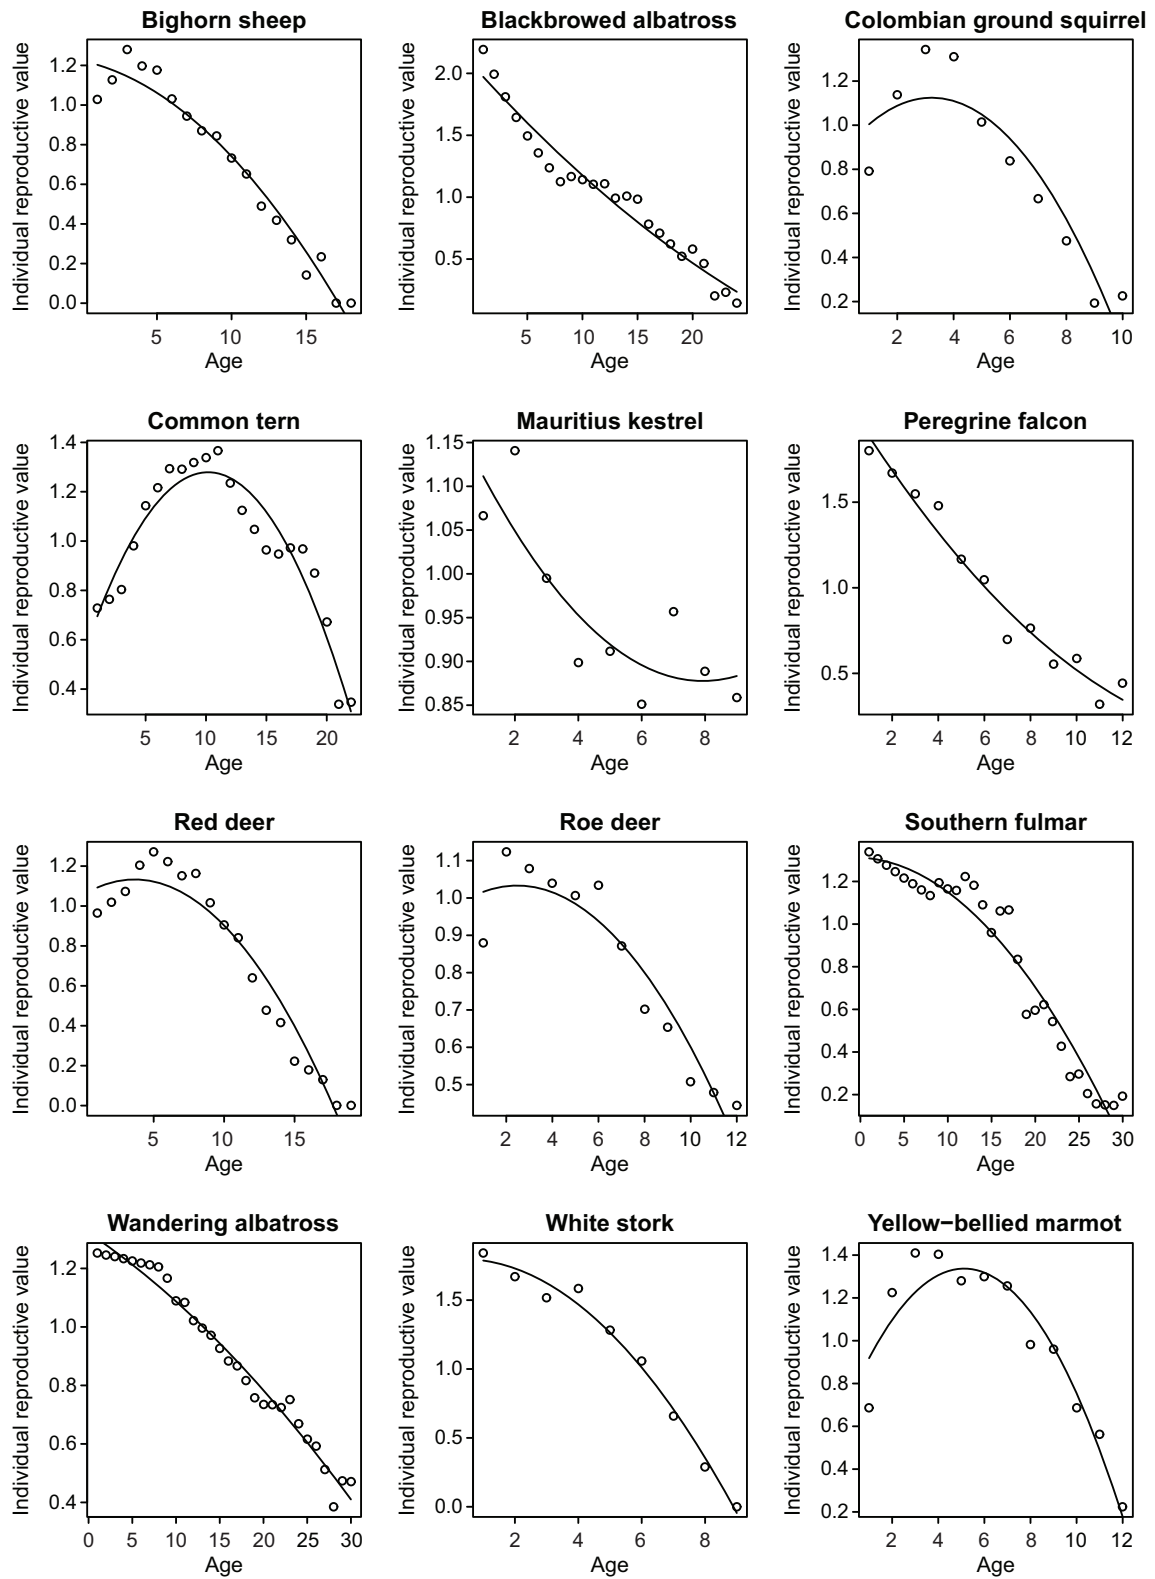 Bighorn sheep
Individual reproductive value
1.2
1.0
0.8
0.6
0.4
0.2
0.0
5 10 15
Age
Blackbrowed albatross
Individual reproductive value
2.0
1.5
1.0
0.5
5 10 15 20
Age
Colombian ground squirrel
Individual reproductive value
1.2
1.0
0.8
0.6
0.4
0.2
2 4 6 8 10
Age
Common tern
Individual reproductive value
1.4
1.2
1.0
0.8
0.6
0.4
5 10 15 20
Age
Mauritius kestrel
Individual reproductive value
1.15
1.10
1.05
1.00
0.95
0.90
0.85
2 4 6 8
Age
Peregrine falcon
Individual reproductive value
1.5
1.0
0.5
2 4 6 8 10 12
Age
Red deer
Individual reproductive value
1.2
1.0
0.8
0.6
0.4
0.2
0.0
5 10 15
Age
Roe deer
Individual reproductive value
1.1
1.0
0.9
0.8
0.7
0.6
0.5
2 4 6 8 10 12
Age
Southern fulmar
Individual reproductive value
1.2
1.0
0.8
0.6
0.4
0.2
0 5 10 15 20 25 30
Age
Wandering albatross
Individual reproductive value
1.2
1.0
0.8
0.6
0.4
0 5 10 15 20 25 30
Age
White stork
Individual reproductive value
1.5
1.0
0.5
0.0
2 4 6 8
Age
Yellow−bellied marmot
Individual reproductive value
1.4
1.2
1.0
0.8
0.6
0.4
0.2
2 4 6 8 10 12
Age